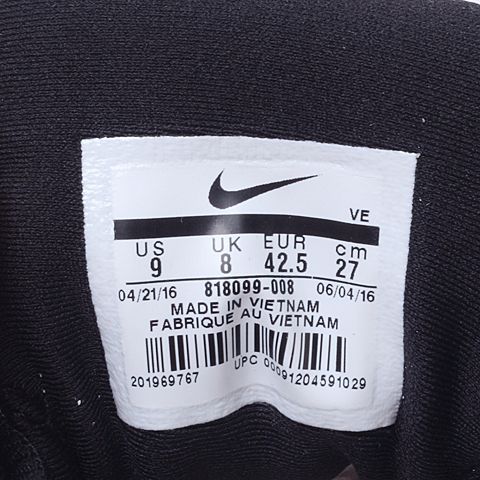 VE
US UK EUR cm
9 8 42.5 27
04/21/16 818099-008 06/04/16
MADE IN VIETNAM
FABRIQUE AU VIETNAM
201969767 UPC 00091204591029